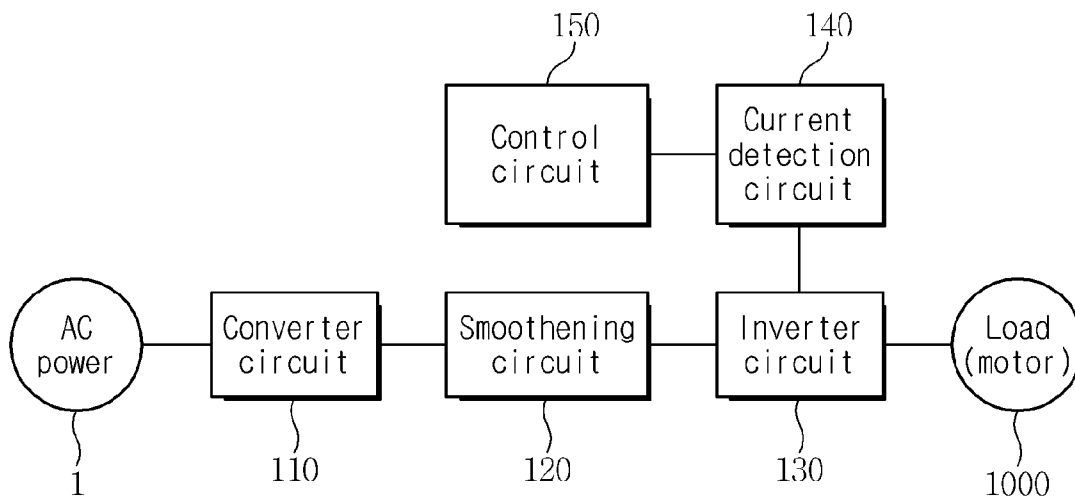 150
140
Control
circuit
Current
detection
circuit
AC
power
Converter
circuit
Smoothening
circuit
Inverter
circuit
Load
(motor)
1
110
120
130
1000